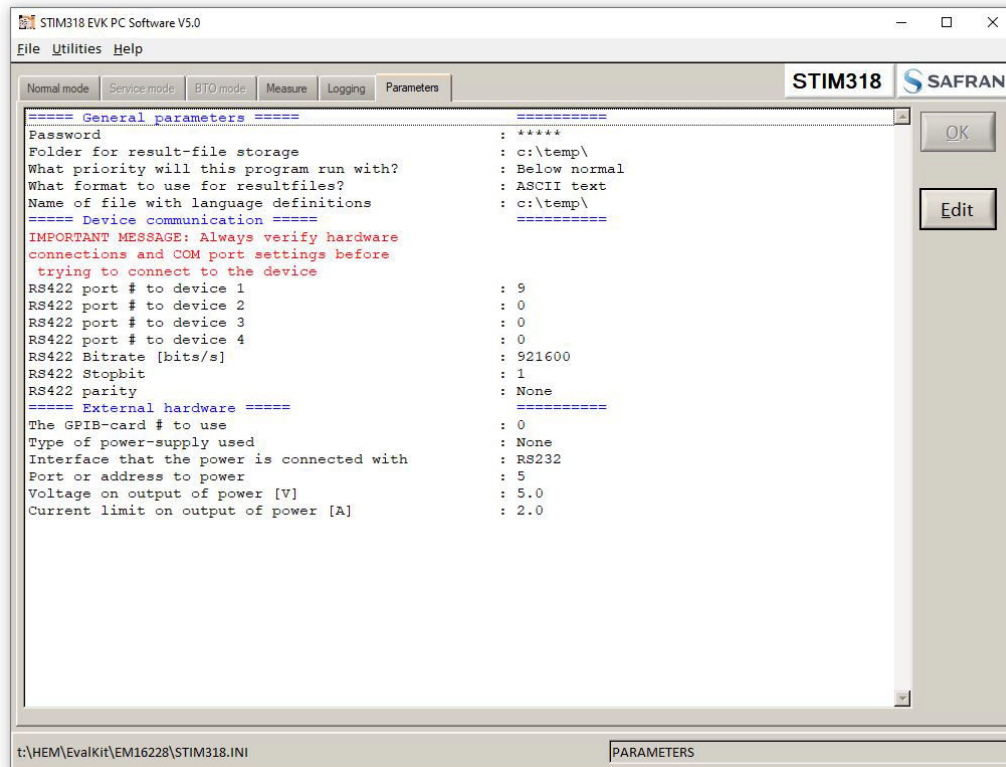 STIM318 EVK PC Software V5.0
File Utilities Help
Normal mode Service mode BTO mode Measure Logging Parameters
STIM318 SAFRAN
===== General parameters ===== ==========
Password : *****
Folder for result-file storage : c:\temp\
What priority will this program run with? : Below normal
What format to use for resultfiles? : ASCII text
Name of file with language definitions : c:\temp\
===== Device communication ===== ==========
IMPORTANT MESSAGE: Always verify hardware
connections and COM port settings before
trying to connect to the device
RS422 port # to device 1 : 9
RS422 port # to device 2 : 0
RS422 port # to device 3 : 0
RS422 port # to device 4 : 0
RS422 Bitrate [bits/s] : 921600
RS422 Stopbit : 1
RS422 parity : None
===== External hardware ===== ==========
The GPIB-card # to use : 0
Type of power-supply used : None
Interface that the power is connected with : RS232
Port or address to power : 5
Voltage on output of power [V] : 5.0
Current limit on output of power [A] : 2.0
OK
Edit
t:\HEM\EvalKit\EM16228\STIM318.INI PARAMETERS